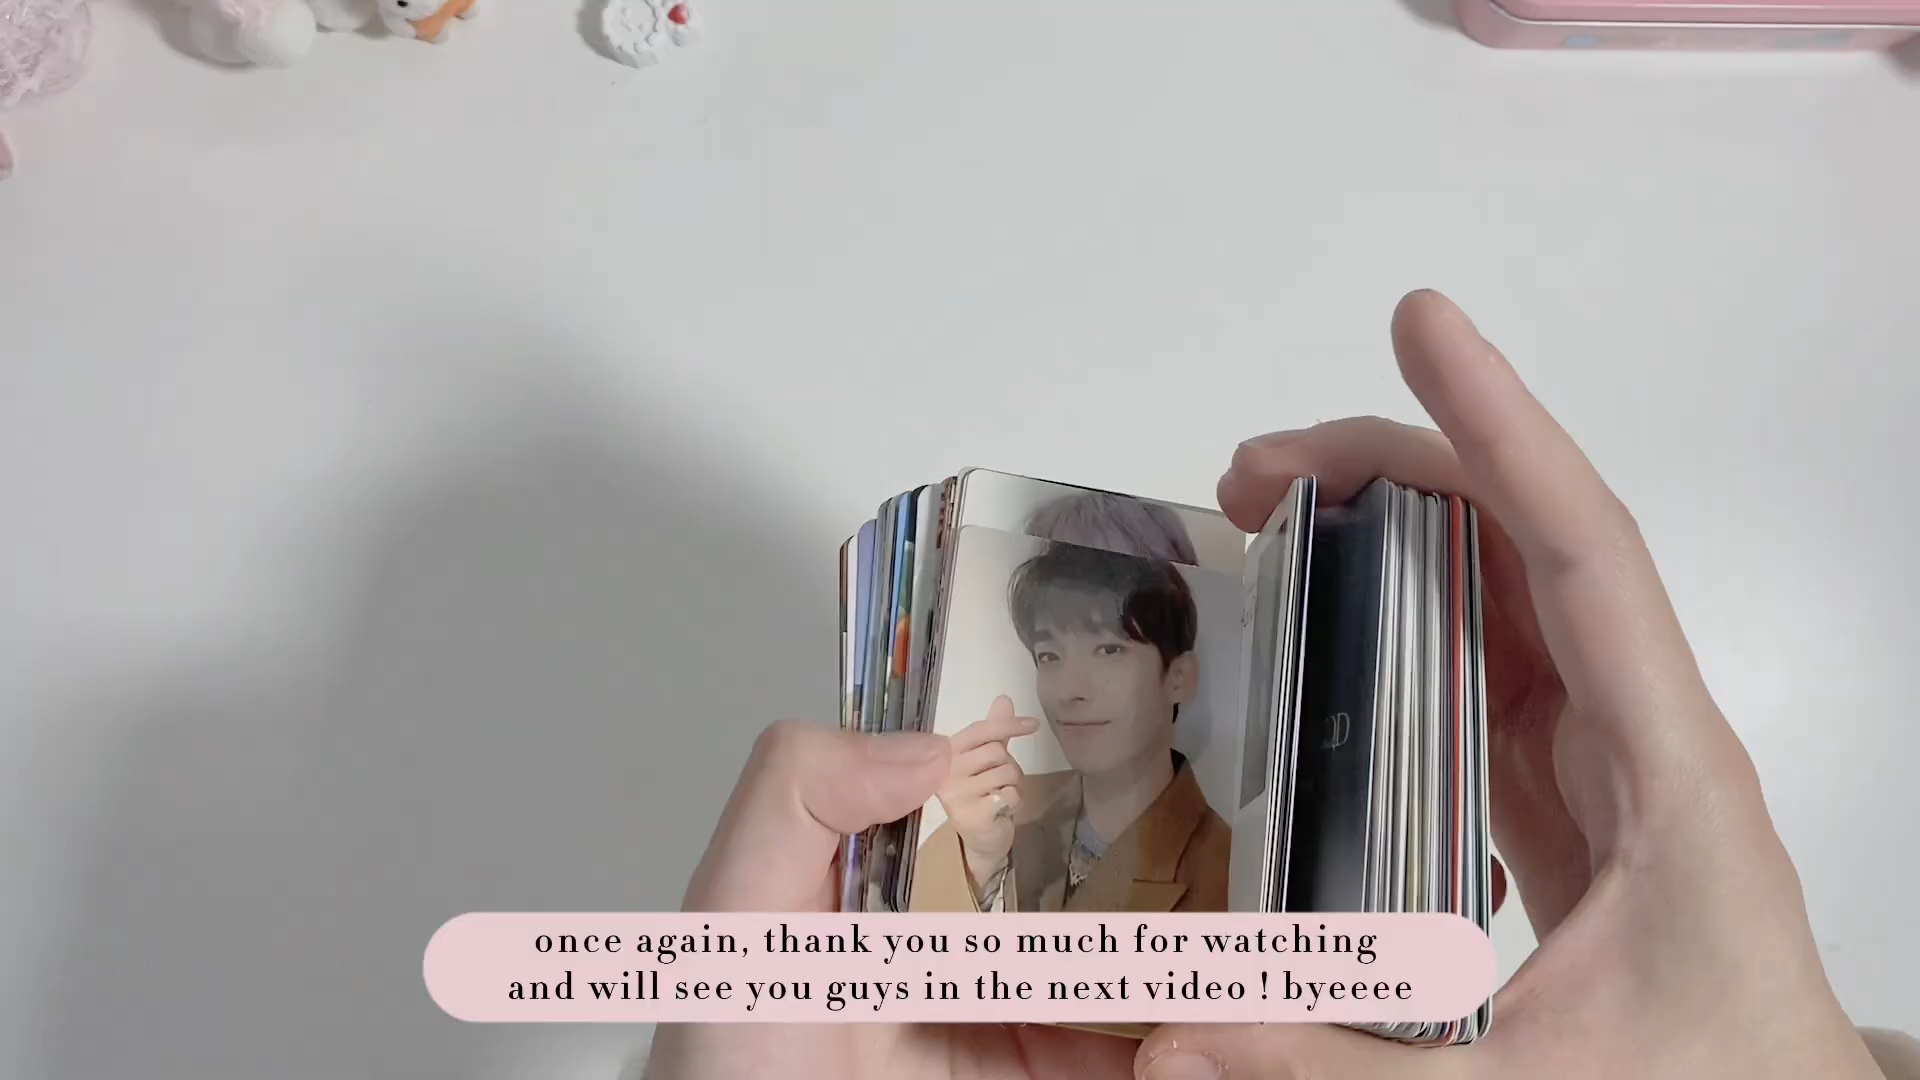 once again, thank you so much for watching
and will see you guys in the next video ! byeeee